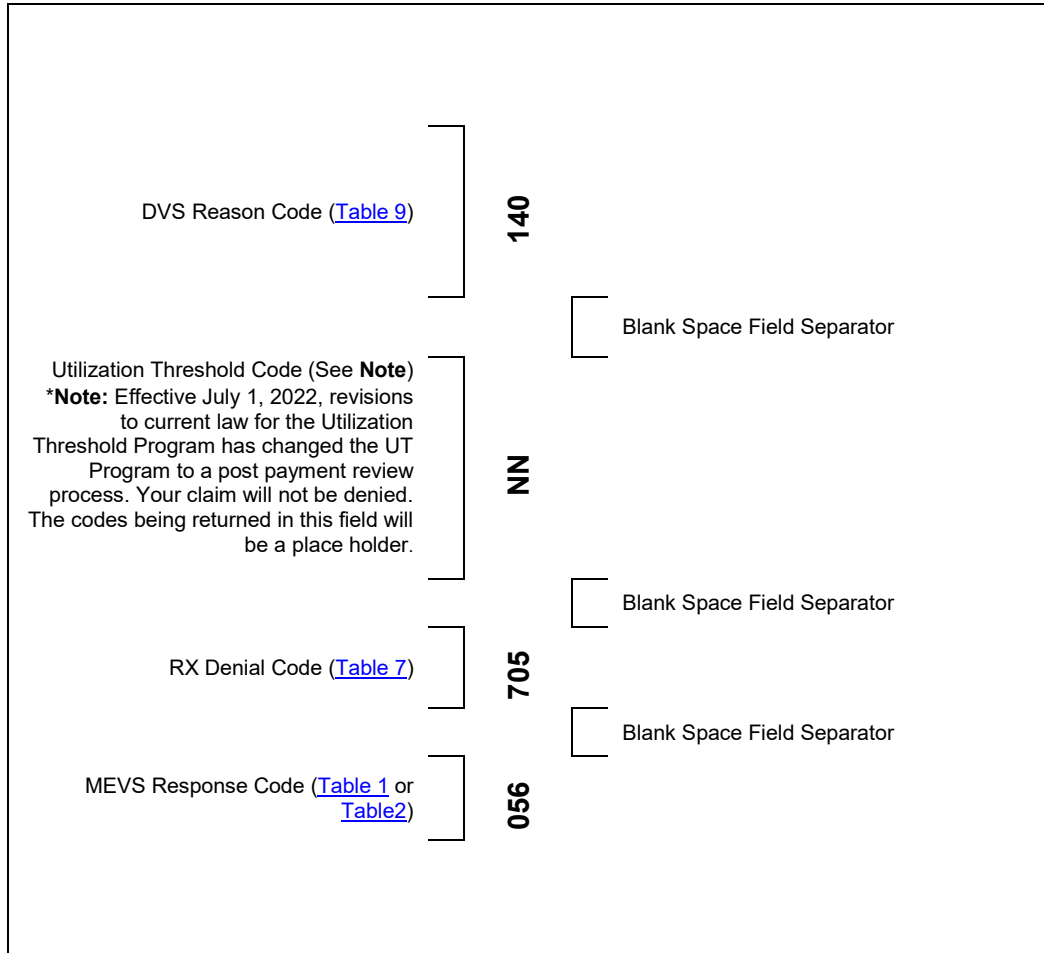 DVS Reason Code (Table 9)
140
Blank Space Field Separator
Utilization Threshold Code (See Note)
*Note: Effective July 1, 2022, revisions
to current law for the Utilization
Threshold Program has changed the UT
Program to a post payment review
process. Your claim will not be denied.
The codes being returned in this field will
be a place holder.
NN
Blank Space Field Separator
RX Denial Code (Table 7)
705
Blank Space Field Separator
MEVS Response Code (Table 1 or
Table2)
056